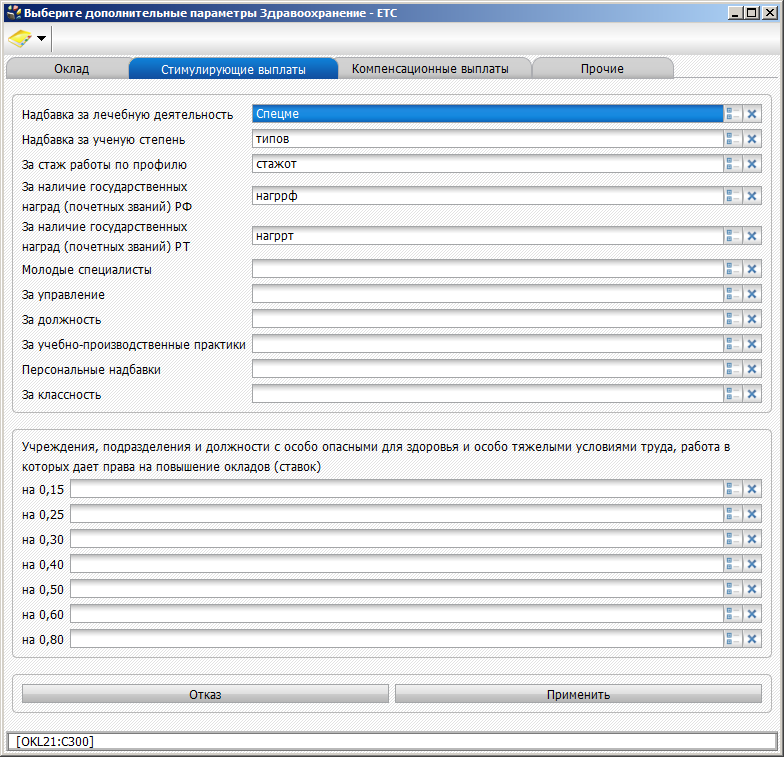 Выберите дополнительные параметры Здравоохранение - ЕТС
Оклад
Стимулирующие выплаты
Компенсационные выплаты
Прочие
Надбавка за лечебную деятельность
Спецме
Надбавка за ученую степень
типов
За стаж работы по профилю
стажот
За наличие государственных
наград (почетных званий) РФ
нагррф
За наличие государственных
наград (почетных званий) РТ
нагррт
Молодые специалисты
За управление
За должность
За учебно-производственные практики
Персональные надбавки
За классность
Учреждения, подразделения и должности с особо опасными для здоровья и особо тяжелыми условиями труда, работа в
которых дает права на повышение окладов (ставок)
на 0,15
на 0,25
на 0,30
на 0,40
на 0,50
на 0,60
на 0,80
Отказ
Применить
[OKL21:C300]